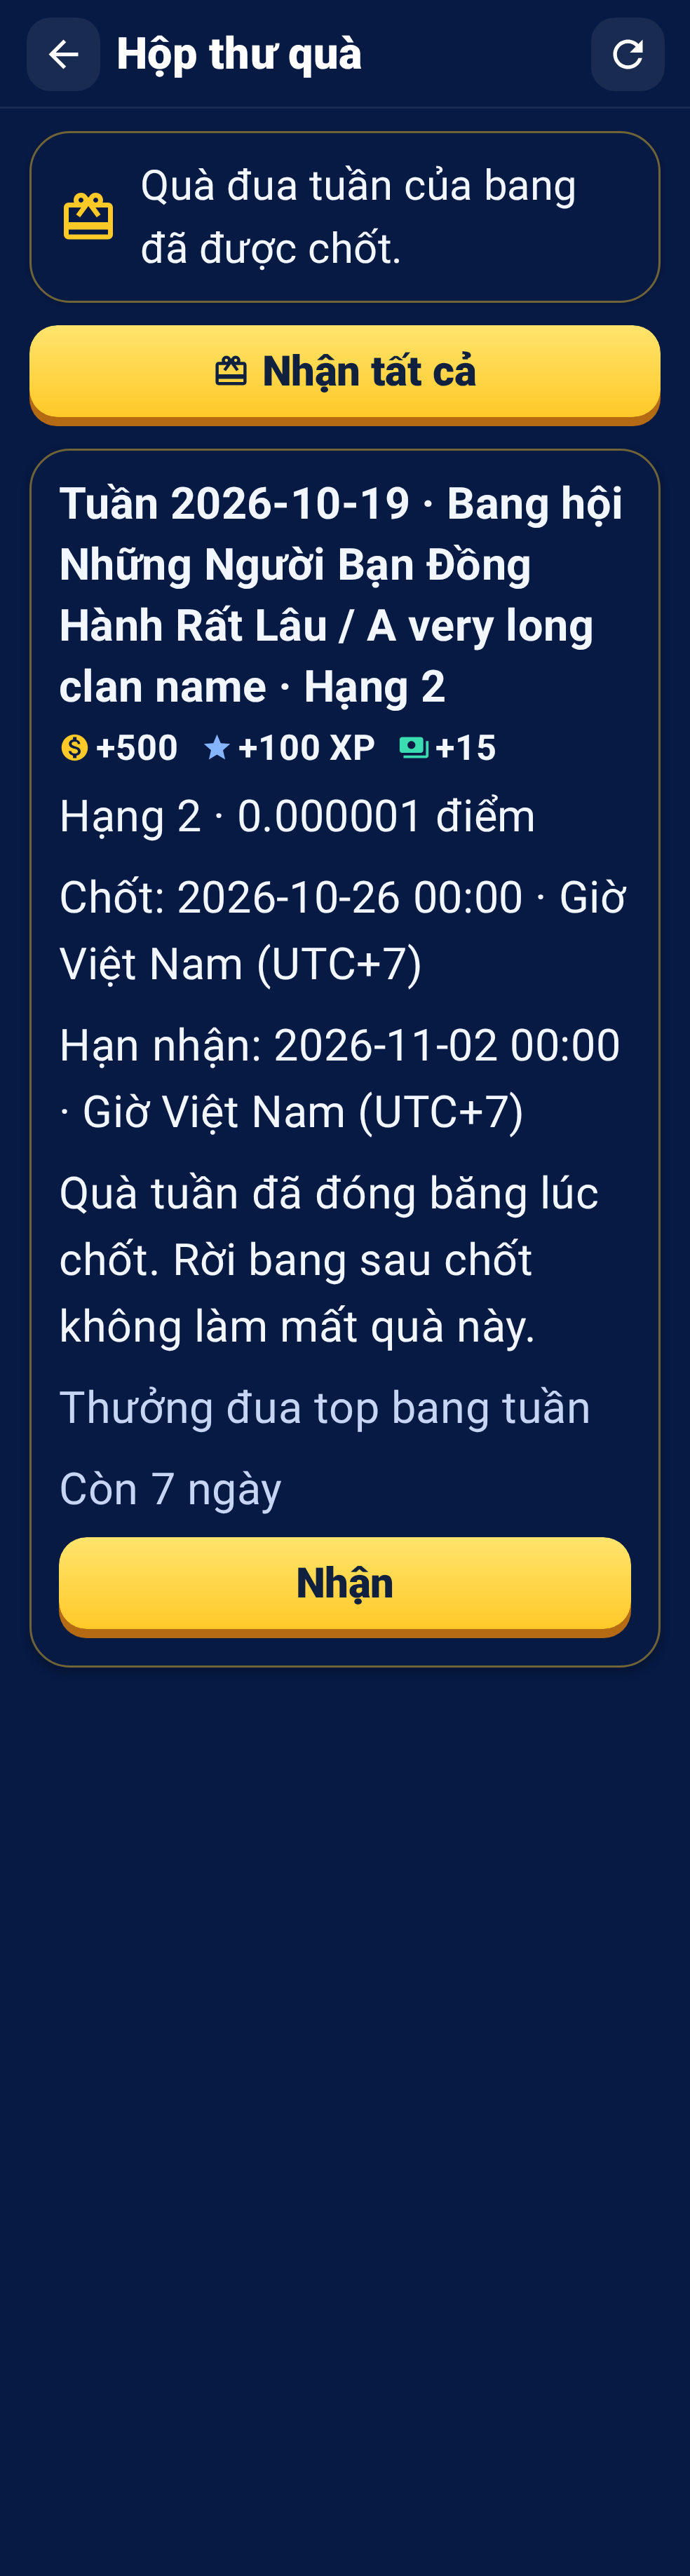 Hộp thư quà
Quà đua tuần của bang
đã được chốt.
Nhận tất cả
Tuần 2026-10-19 · Bang hội
Những Người Bạn Đồng
Hành Rất Lâu / A very long
clan name · Hạng 2
+500 +100 XP +15
Hạng 2 · 0.000001 điểm
Chốt: 2026-10-26 00:00 · Giờ
Việt Nam (UTC+7)
Hạn nhận: 2026-11-02 00:00
· Giờ Việt Nam (UTC+7)
Quà tuần đã đóng băng lúc
chốt. Rời bang sau chốt
không làm mất quà này.
Thưởng đua top bang tuần
Còn 7 ngày
Nhận